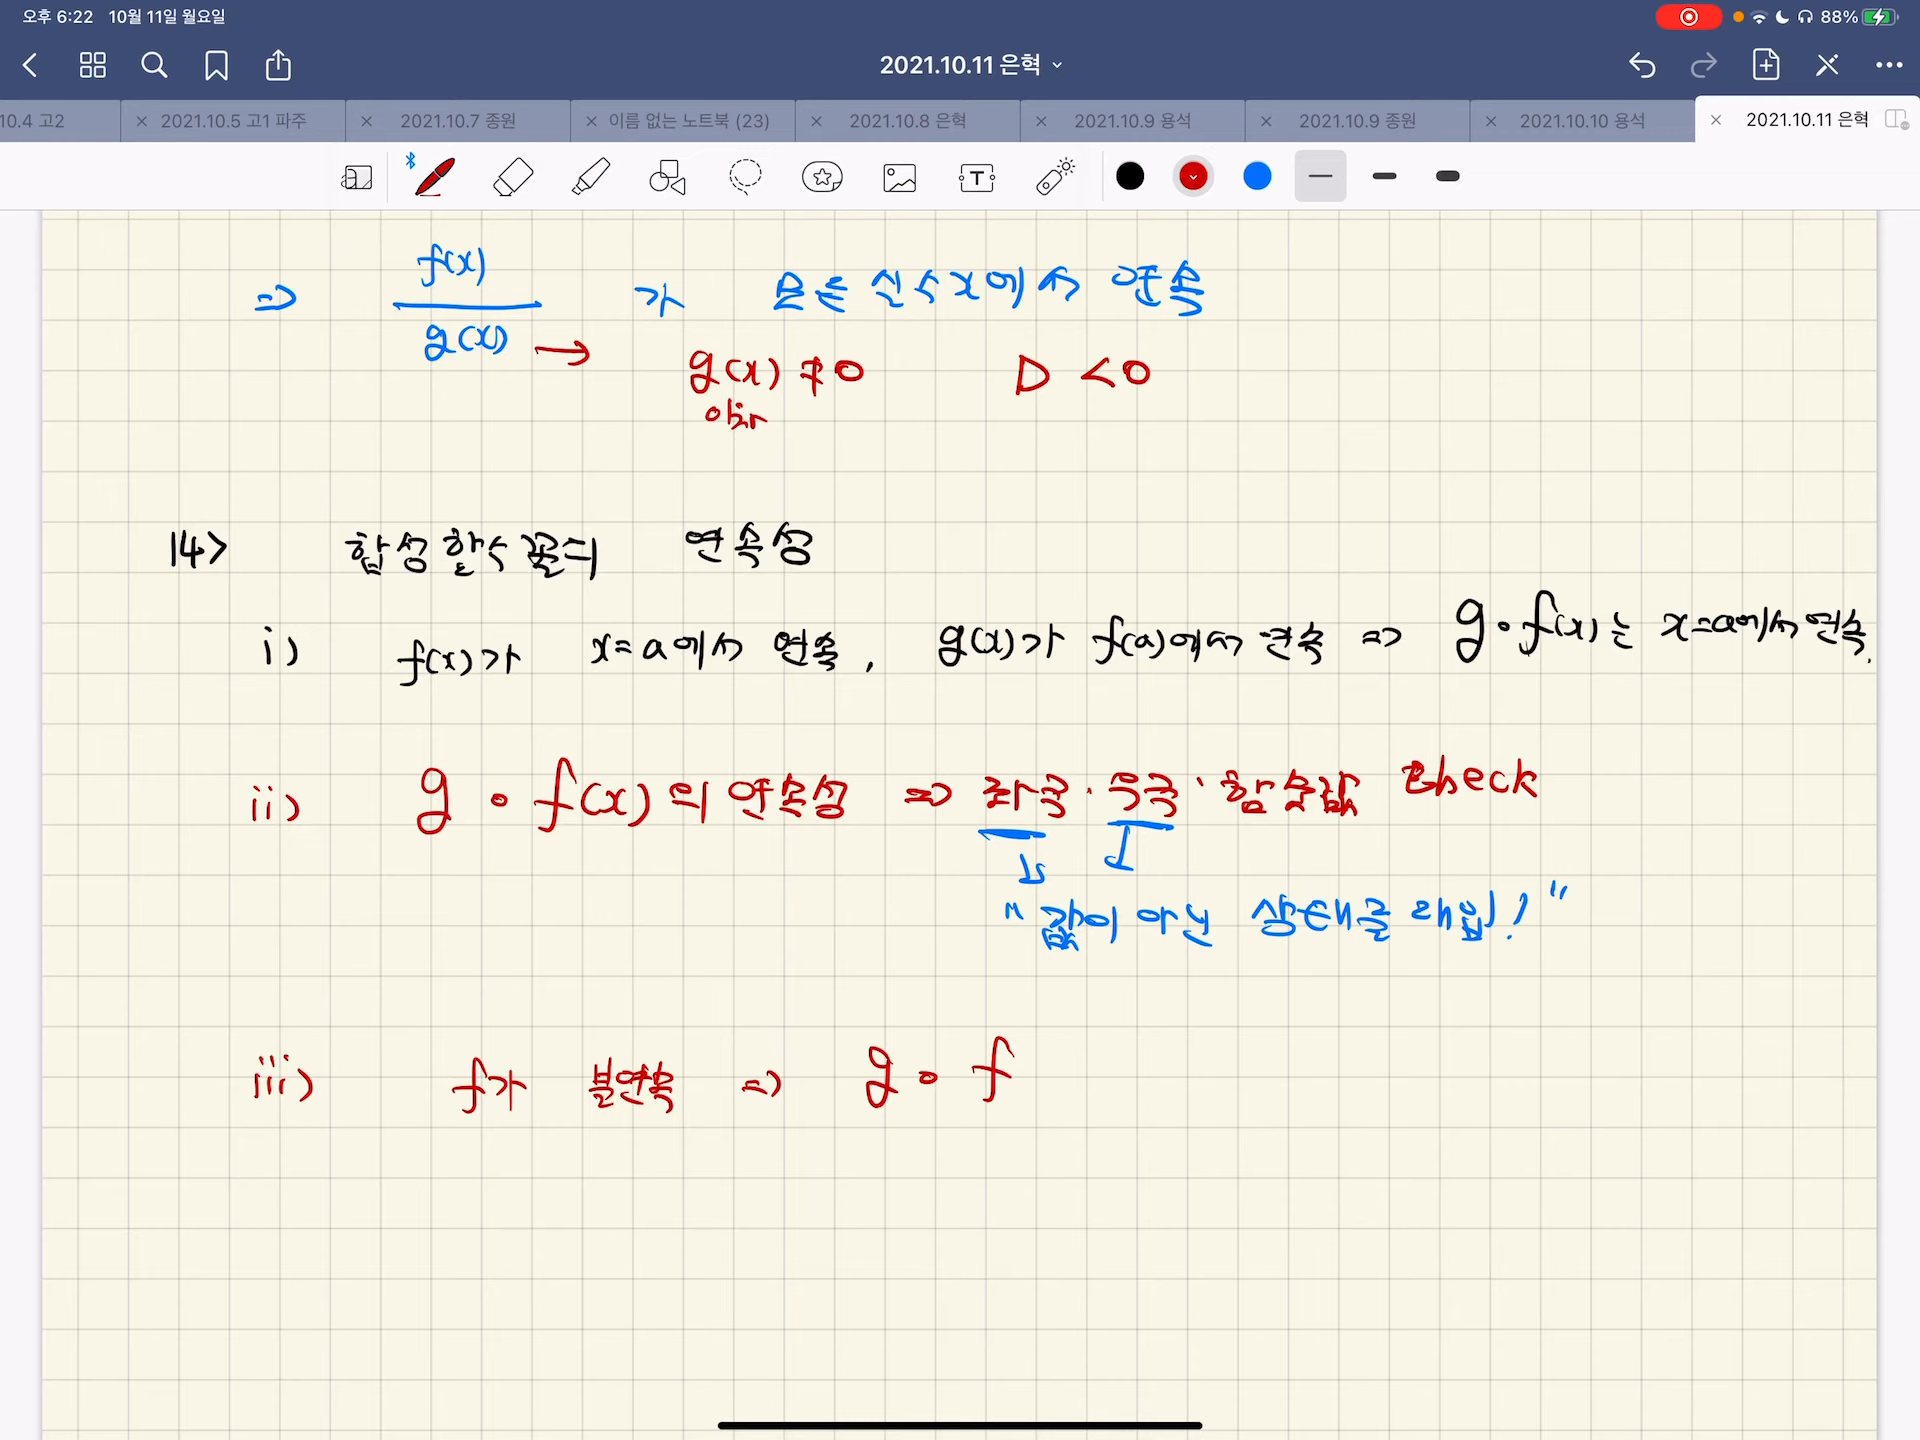 오후 6:22 10월 11일 월요일 88%
2021.10.11 은혁
10.4 고2 2021.10.5 고1 파주 2021.10.7 종원 이름 없는 노트북 (23) 2021.10.8 은혁 2021.10.9 용석 2021.10.9 종원 2021.10.10 용석 2021.10.11 은혁
⇒ f(x)/g(x) 가 모든 실수 x에서 연속
→ g(x) ≠ 0 D < 0
14> 합성함수꼴의 연속성
i) f(x)가 x=a에서 연속, g(x)가 f(a)에서 연속 ⇒ g∘f(x)는 x=a에서 연속.
ii) g∘f(x)의 연속성 ⇒ 좌극·우극·함숫값 check
"값이 아닌 상태를 대입!"
iii) f가 불연속 ⇒ g∘f